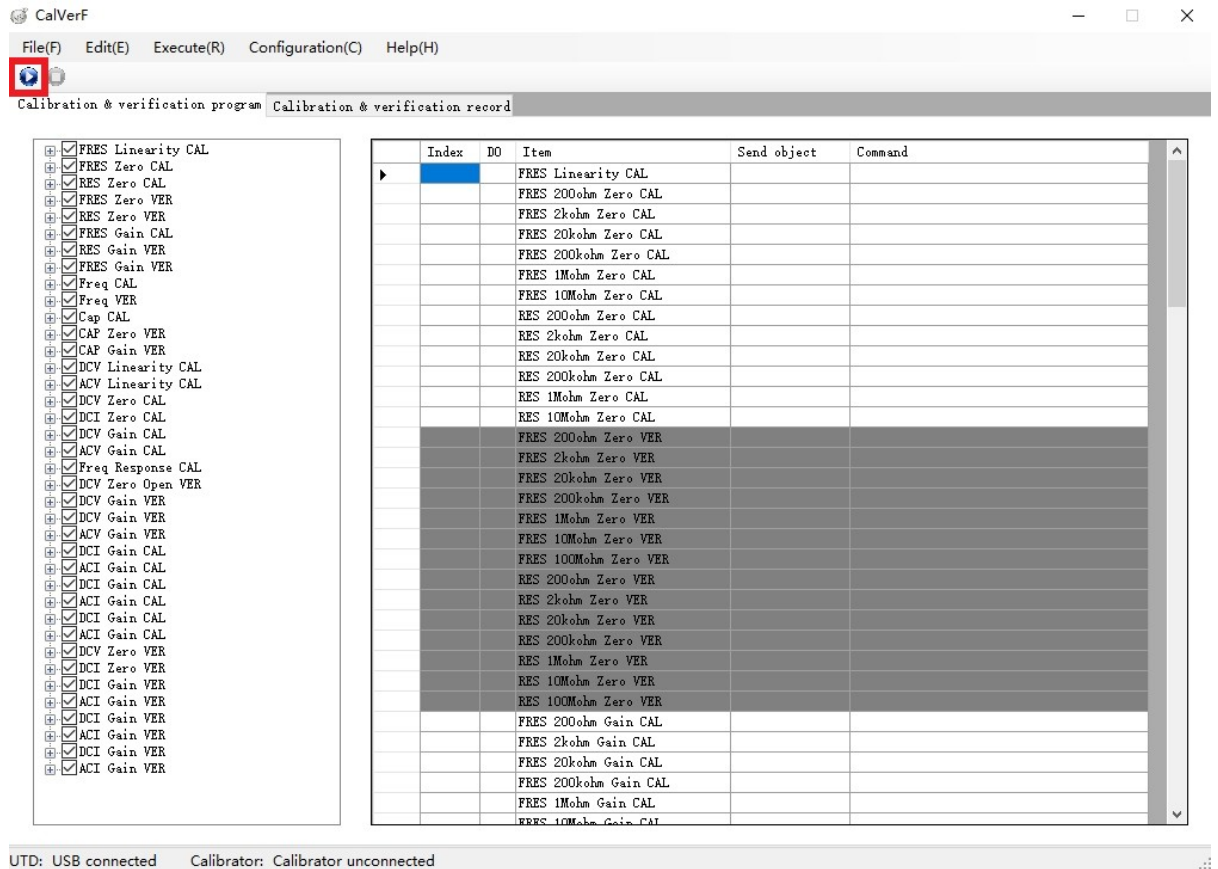 CalVerF
File(F) Edit(E) Execute(R) Configuration(C) Help(H)
Calibration & verification program Calibration & verification record
FRES Linearity CAL
FRES Zero CAL
RES Zero CAL
FRES Zero VER
RES Zero VER
FRES Gain CAL
RES Gain VER
FRES Gain VER
Freq CAL
Freq VER
Cap CAL
CAP Zero VER
CAP Gain VER
DCV Linearity CAL
ACV Linearity CAL
DCV Zero CAL
DCI Zero CAL
DCV Gain CAL
ACV Gain CAL
Freq Response CAL
DCV Zero Open VER
DCV Gain VER
DCV Gain VER
ACV Gain VER
DCI Gain CAL
ACI Gain CAL
DCI Gain CAL
ACI Gain CAL
DCI Gain CAL
ACI Gain CAL
DCV Zero VER
DCI Zero VER
DCI Gain VER
ACI Gain VER
DCI Gain VER
ACI Gain VER
DCI Gain VER
ACI Gain VER
Index DO Item Send object Command
FRES Linearity CAL
FRES 200ohm Zero CAL
FRES 2kohm Zero CAL
FRES 20kohm Zero CAL
FRES 200kohm Zero CAL
FRES 1Mohm Zero CAL
FRES 10Mohm Zero CAL
RES 200ohm Zero CAL
RES 2kohm Zero CAL
RES 20kohm Zero CAL
RES 200kohm Zero CAL
RES 1Mohm Zero CAL
RES 10Mohm Zero CAL
FRES 200ohm Zero VER
FRES 2kohm Zero VER
FRES 20kohm Zero VER
FRES 200kohm Zero VER
FRES 1Mohm Zero VER
FRES 10Mohm Zero VER
FRES 100Mohm Zero VER
RES 200ohm Zero VER
RES 2kohm Zero VER
RES 20kohm Zero VER
RES 200kohm Zero VER
RES 1Mohm Zero VER
RES 10Mohm Zero VER
RES 100Mohm Zero VER
FRES 200ohm Gain CAL
FRES 2kohm Gain CAL
FRES 20kohm Gain CAL
FRES 200kohm Gain CAL
FRES 1Mohm Gain CAL
FRES 10Mohm Gain CAL
UTD: USB connected Calibrator: Calibrator unconnected